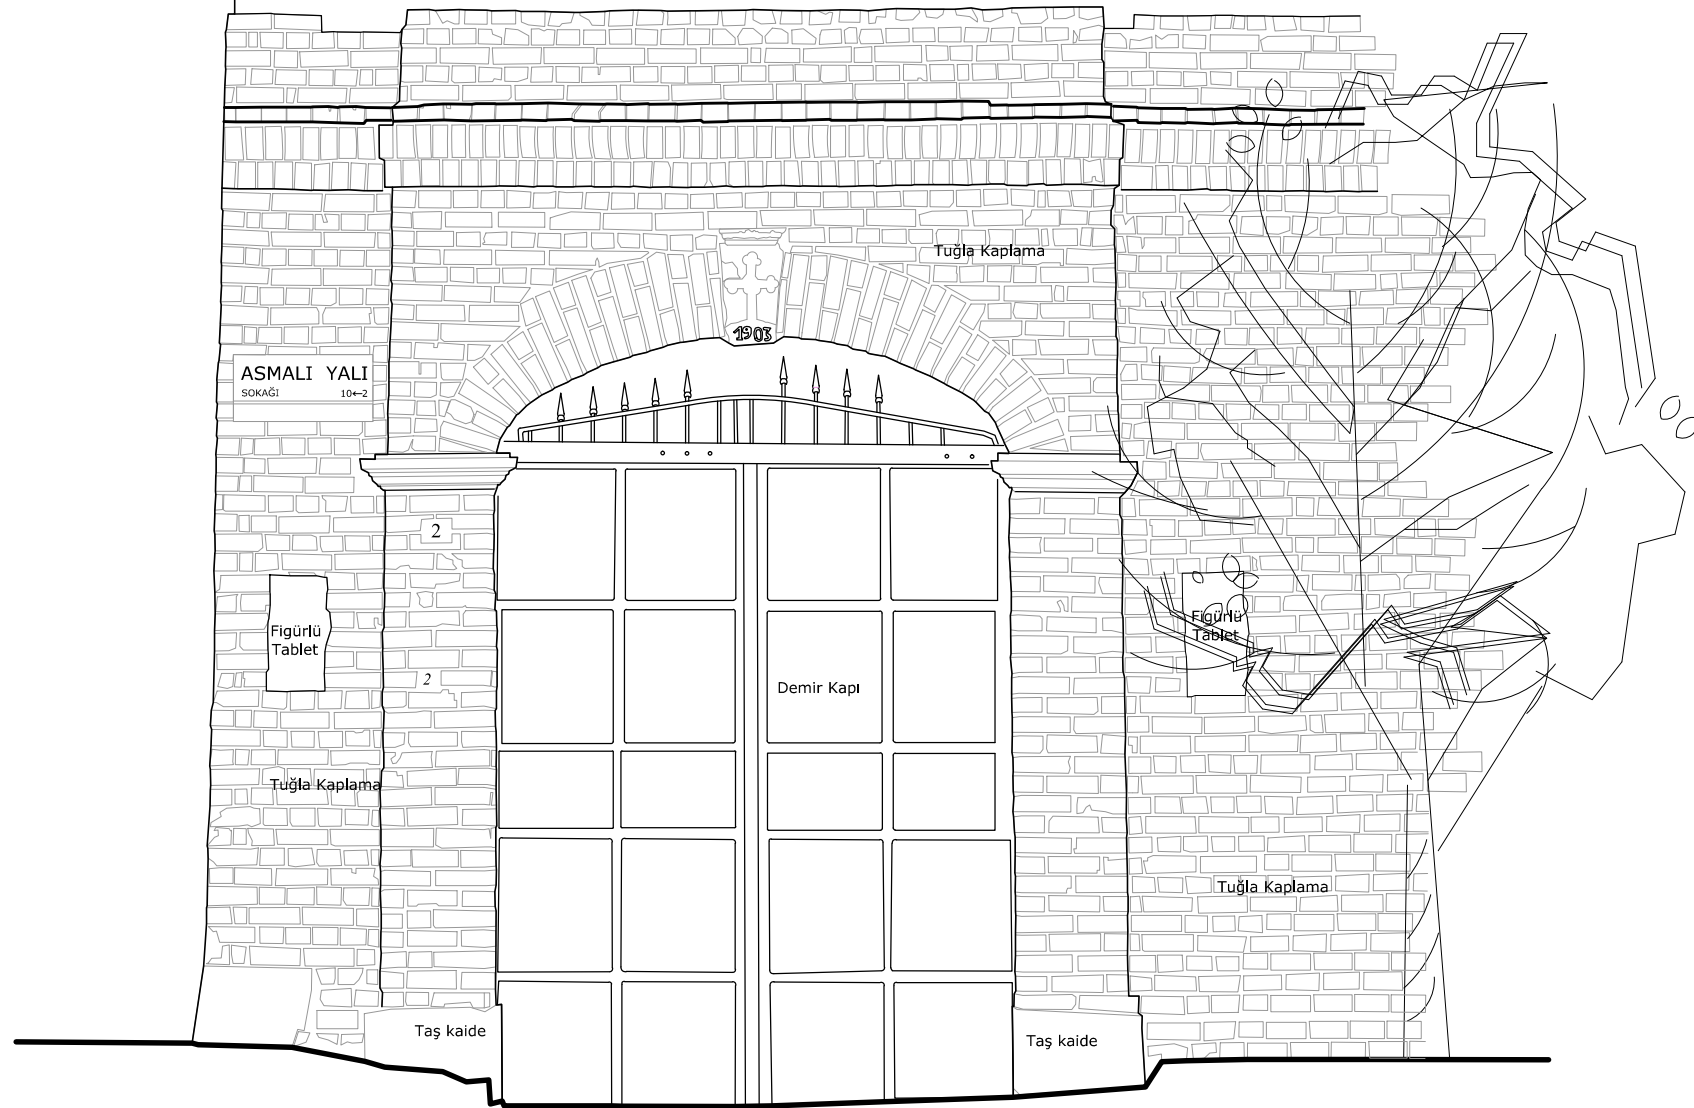 Tuğla Kaplama
1903
ASMALI YALI
SOKAĞI 10←2
2
Figürlü
Tablet
Figürlü
Tablet
2
Demir Kapı
Tuğla Kaplama
Tuğla Kaplama
Taş kaide
Taş kaide